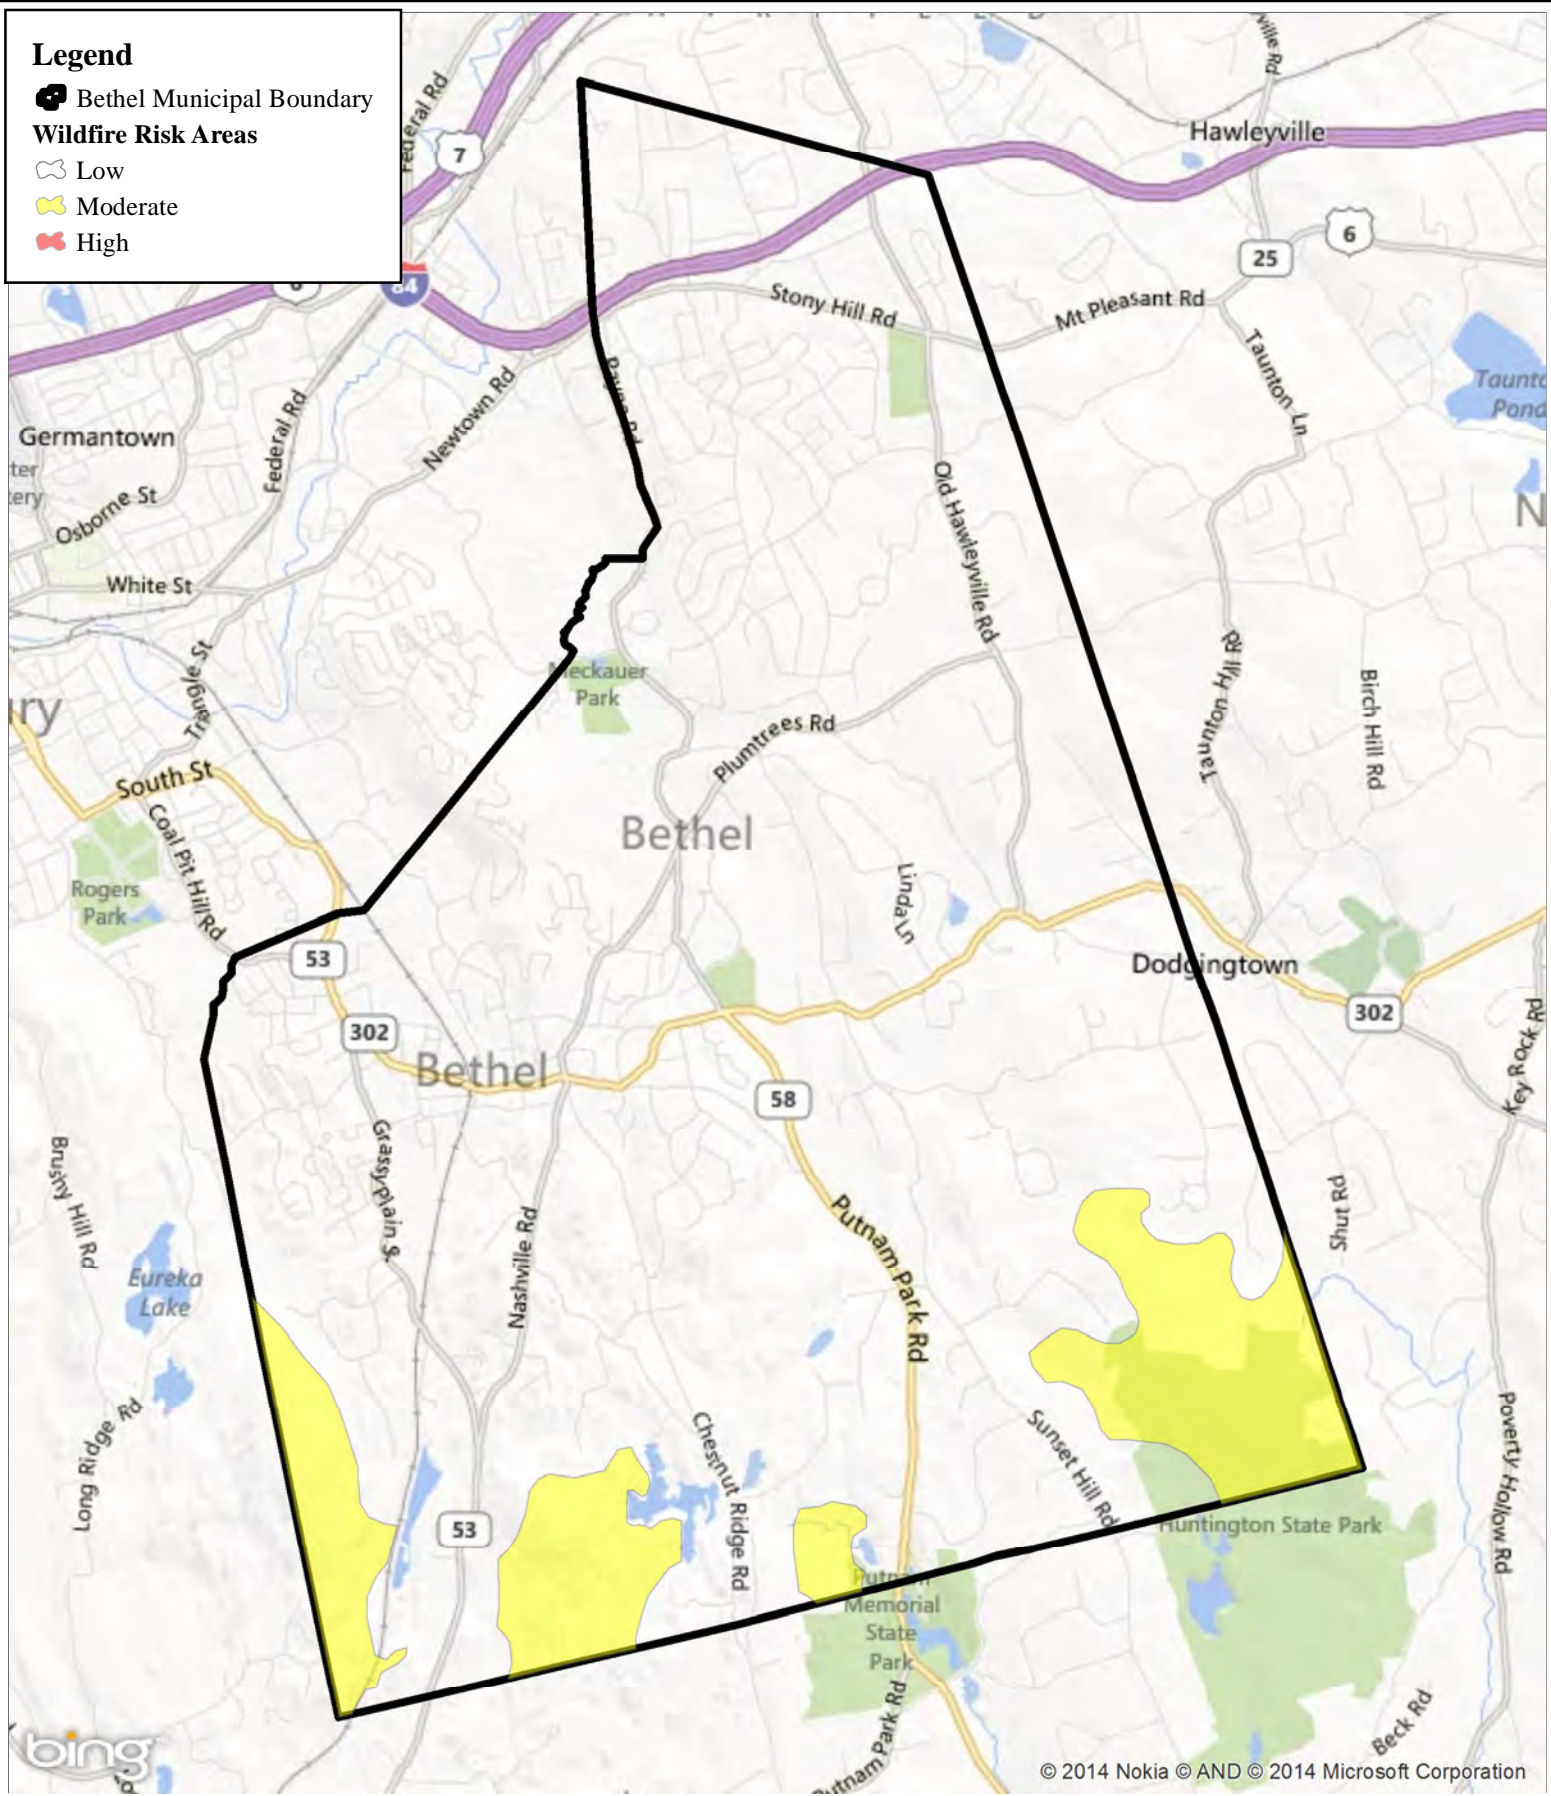 Legend
Bethel Municipal Boundary
Wildfire Risk Areas
Low
Moderate
High
Federal Rd
7
84
Hawleyville
6
25
Stony Hill Rd
Mt Pleasant Rd
Taunton Ln
Germantown
Federal Rd
Newtown Rd
Osborne St
White St
Old Hawleyville Rd
Triangle St
Taunton Hill Rd
Birch Hill Rd
Park
Plumtrees Rd
South St
Coal Pit Hill Rd
Bethel
Rogers
Park
Linda Ln
53
Dodgingtown
302
302
Bethel
58
Key Rock Rd
Grassyplain S
Brushy Hill Rd
Nashville Rd
Putnam Park Rd
Shut Rd
Eureka
Lake
Long Ridge Rd
Chestnut Ridge Rd
Sunset Hill Rd
Poverty Hollow Rd
53
Huntington State Park
Putnam
Memorial
State
Park
Putnam Park Rd
Beck Rd
bing
© 2014 Nokia © AND © 2014 Microsoft Corporation